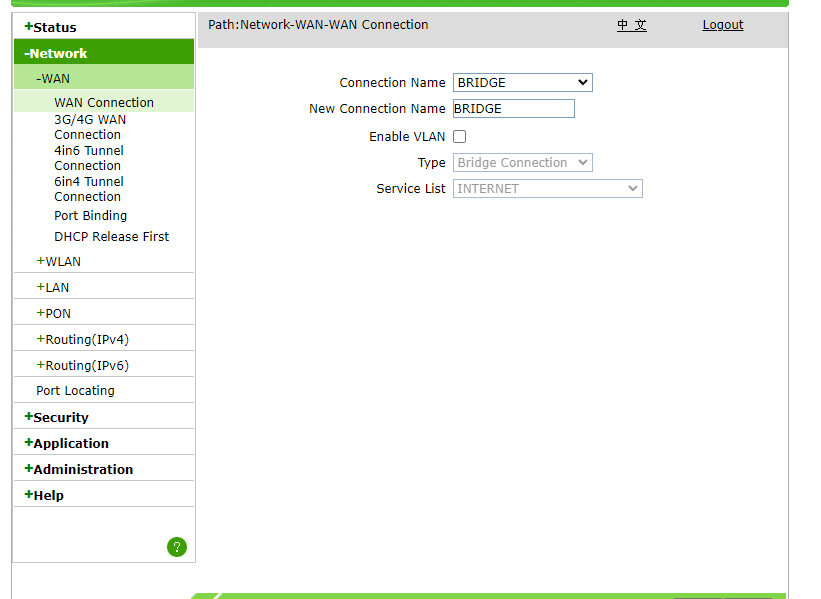 +Status
-Network
-WAN
WAN Connection
3G/4G WAN
Connection
4in6 Tunnel
Connection
6in4 Tunnel
Connection
Port Binding
DHCP Release First
+WLAN
+LAN
+PON
+Routing(IPv4)
+Routing(IPv6)
Port Locating
+Security
+Application
+Administration
+Help
?
Path:Network-WAN-WAN Connection 中 文 Logout
Connection Name BRIDGE
New Connection Name BRIDGE
Enable VLAN
Type Bridge Connection
Service List INTERNET